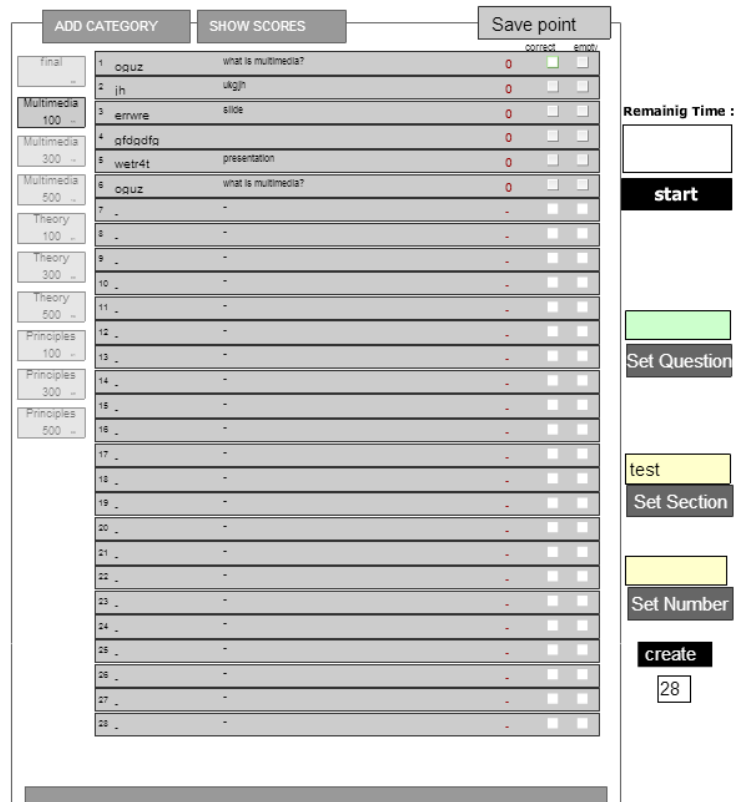 ADD CATEGORY SHOW SCORES Save point
correct empty
final
Multimedia
100
Multimedia
300
Multimedia
500
Theory
100
Theory
300
Theory
500
Principles
100
Principles
300
Principles
500
1 oguz what is multimedia? 0
2 jh ukgjh 0
3 errwre slide 0
4 gfdgdfg 0
5 wetr4t presentation 0
6 oguz what is multimedia? 0
7 - - -
8 - - -
9 - - -
10 - - -
11 - - -
12 - - -
13 - - -
14 - - -
15 - - -
16 - - -
17 - - -
18 - - -
19 - - -
20 - - -
21 - - -
22 - - -
23 - - -
24 - - -
25 - - -
26 - - -
27 - - -
28 - - -
Remainig Time :
start
Set Question
test
Set Section
Set Number
create
28